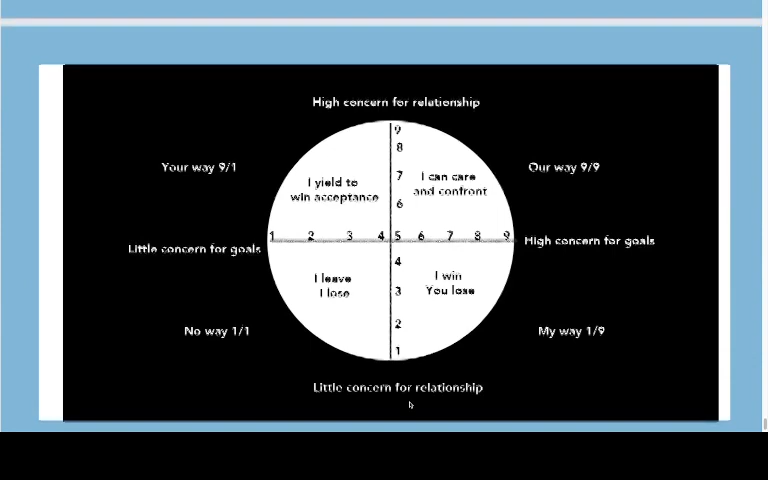 High concern for relationship
9
8
Your way 9/1
Our way 9/9
7
I yield to
win acceptance
I can care
and confront
6
1 2 3 4 5 6 7 8 9
Little concern for goals
High concern for goals
4
I leave
I lose
I win
You lose
3
2
No way 1/1
My way 1/9
1
Little concern for relationship